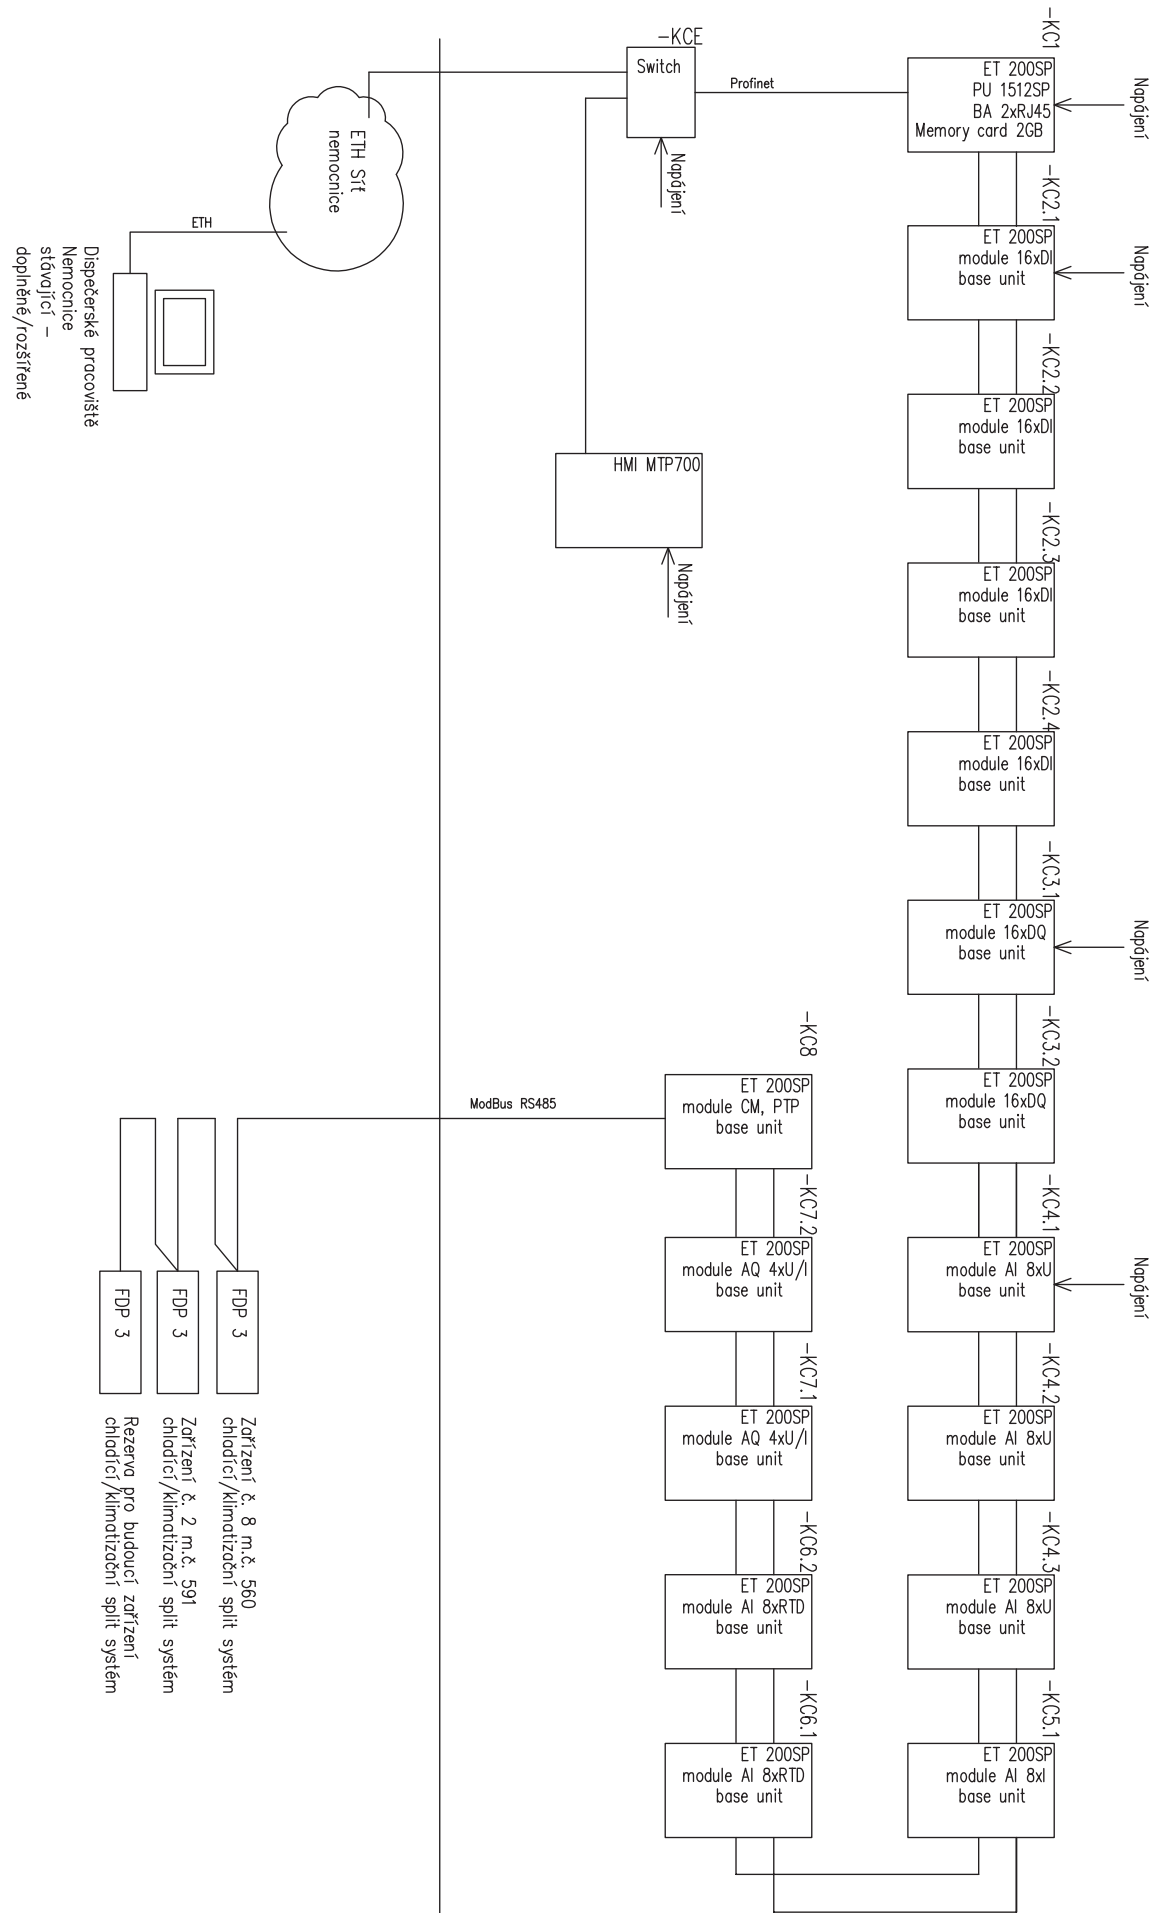 -KC1
ET 200SP
PU 1512SP
BA 2xRJ45
Memory card 2GB
Napájení
-KCE
Switch
Profinet
Napájení
ETH Síť
nemocnice
ETH
Dispečerské pracoviště
Nemocnice
stávající –
doplněné/rozšířené
HMI MTP700
Napájení
-KC2.1
ET 200SP
module 16xDI
base unit
Napájení
-KC2.2
ET 200SP
module 16xDI
base unit
-KC2.3
ET 200SP
module 16xDI
base unit
-KC2.4
ET 200SP
module 16xDI
base unit
-KC3.1
ET 200SP
module 16xDQ
base unit
Napájení
-KC3.2
ET 200SP
module 16xDQ
base unit
-KC4.1
ET 200SP
module AI 8xU
base unit
Napájení
-KC4.2
ET 200SP
module AI 8xU
base unit
-KC4.3
ET 200SP
module AI 8xU
base unit
-KC5.1
ET 200SP
module AI 8xI
base unit
-KC8
ET 200SP
module CM, PTP
base unit
ModBus RS485
-KC7.2
ET 200SP
module AQ 4xU/I
base unit
-KC7.1
ET 200SP
module AQ 4xU/I
base unit
-KC6.2
ET 200SP
module AI 8xRTD
base unit
-KC6.1
ET 200SP
module AI 8xRTD
base unit
FDP 3
Zařízení č. 8 m.č. 560
chladící/klimatizační split systém
FDP 3
Zařízení č. 2 m.č. 591
chladící/klimatizační split systém
FDP 3
Rezerva pro budoucí zařízení
chladící/klimatizační split systém